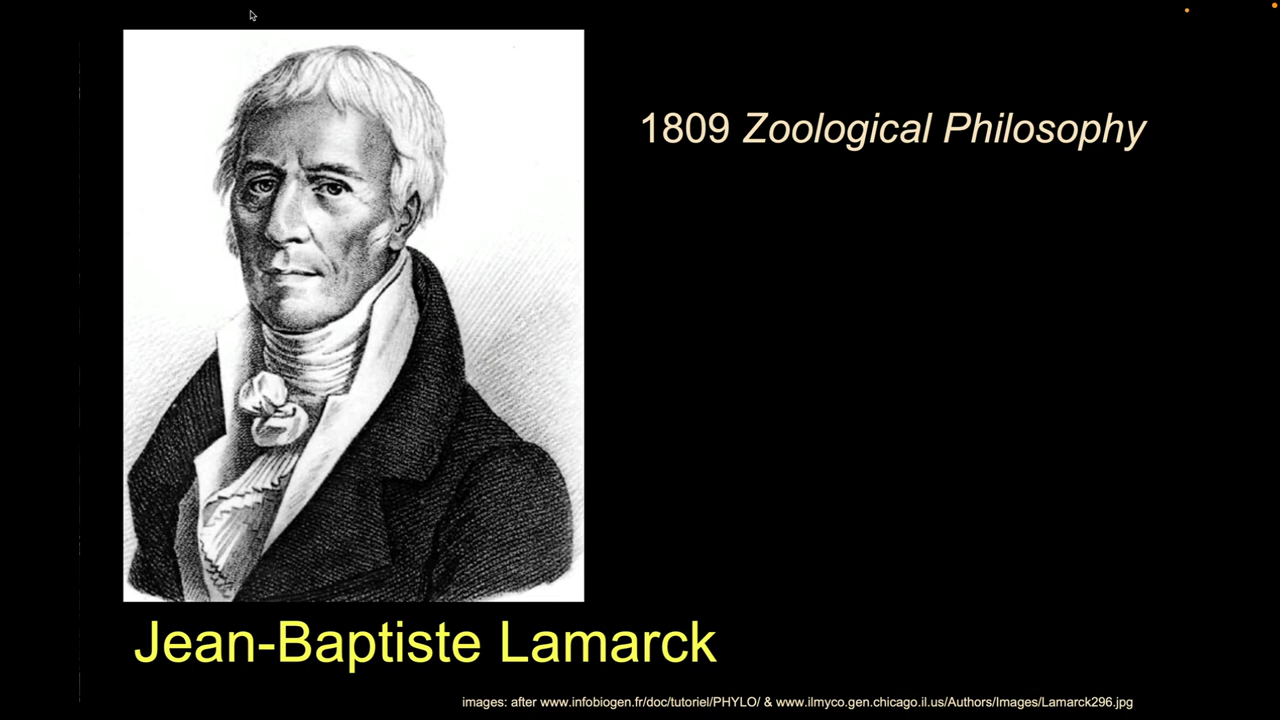 1809 Zoological Philosophy
Jean-Baptiste Lamarck
images: after www.infobiogen.fr/doc/tutoriel/PHYLO/ & www.ilmyco.gen.chicago.il.us/Authors/Images/Lamarck296.jpg